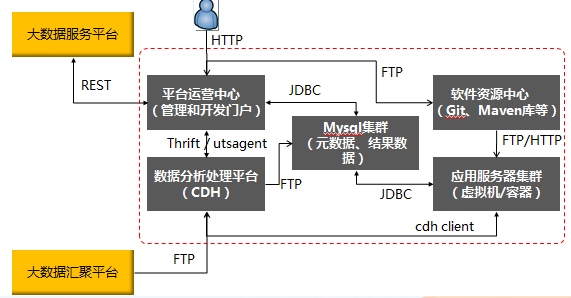 大数据服务平台
HTTP
REST
FTP
平台运营中心
（管理和开发门户）
JDBC
软件资源中心
（Git、Maven库等）
Mysql集群
（元数据、结果数
据）
Thrift / utsagent
FTP/HTTP
数据分析处理平台
（CDH）
FTP
JDBC
应用服务器集群
（虚拟机/容器）
cdh client
大数据汇聚平台
FTP